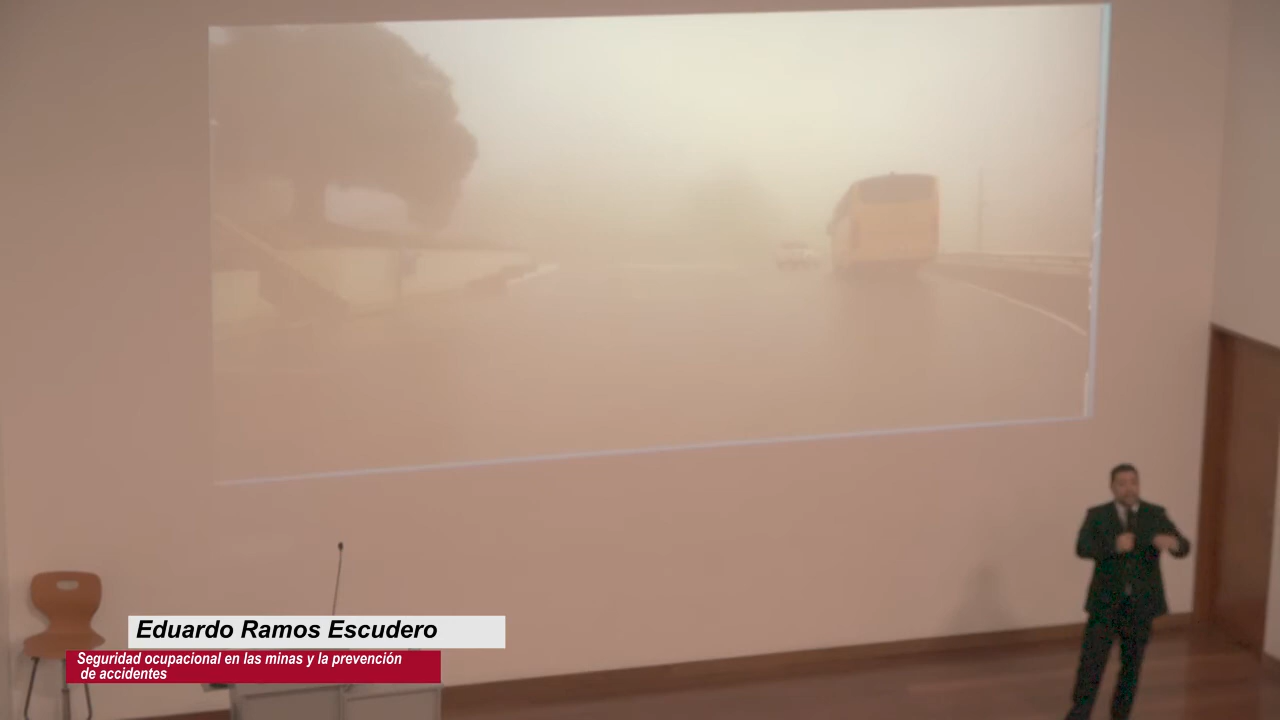 Eduardo Ramos Escudero
Seguridad ocupacional en las minas y la prevención
de accidentes